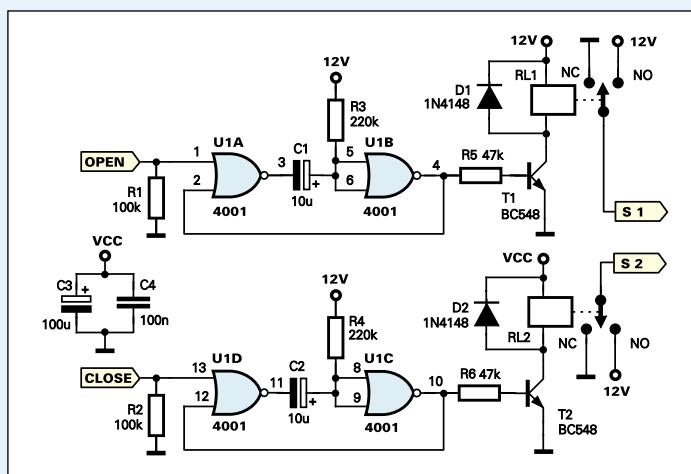 12V
12V
RL1
NC
NO
D1
1N4148
12V
R3
220k
U1A
C1
U1B
OPEN
1
3
5
4
R5 47k
2
6
+
R1
100k
10u
T1
BC548
4001
4001
S 1
VCC
VCC
S 2
C3
+
C4
12V
D2
1N4148
100u
100n
R4
220k
RL2
NC
NO
U1D
C2
U1C
CLOSE
13
11
8
10
R6 47k
12V
12
9
+
R2
100k
10u
T2
BC548
4001
4001